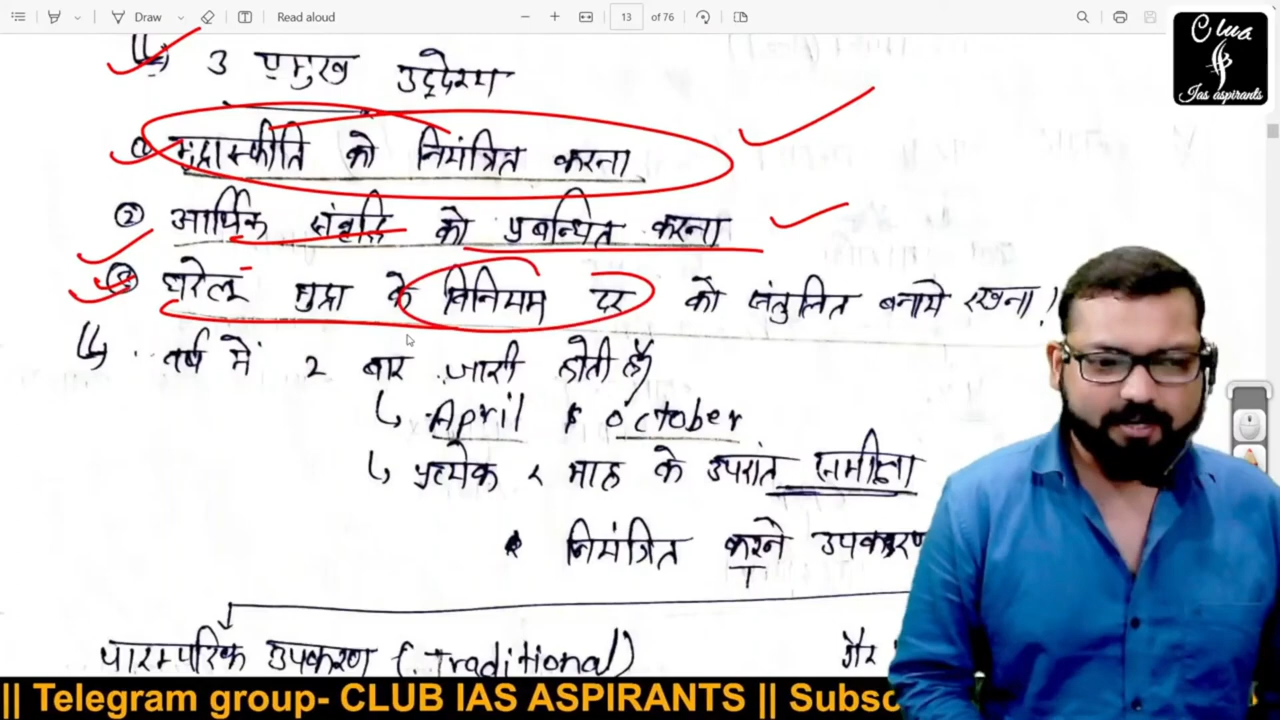 Draw
Read aloud
13 of 76
Club
Ias aspirants
3 प्रमुख उद्देश्य
① मुद्रास्फीति को नियंत्रित करना
② आर्थिक संवृद्धि को प्रबन्धित करना
③ घरेलू मुद्रा के विनिमय दर को संतुलित बनाये रखना!
वर्ष में 2 बार जारी होती है
April & October
प्रत्येक २ माह के उपरांत समीक्षा
नियंत्रित करने उपकरण
पारम्परिक उपकरण (Traditional)
गैर
|| Telegram group- CLUB IAS ASPIRANTS || Subsc